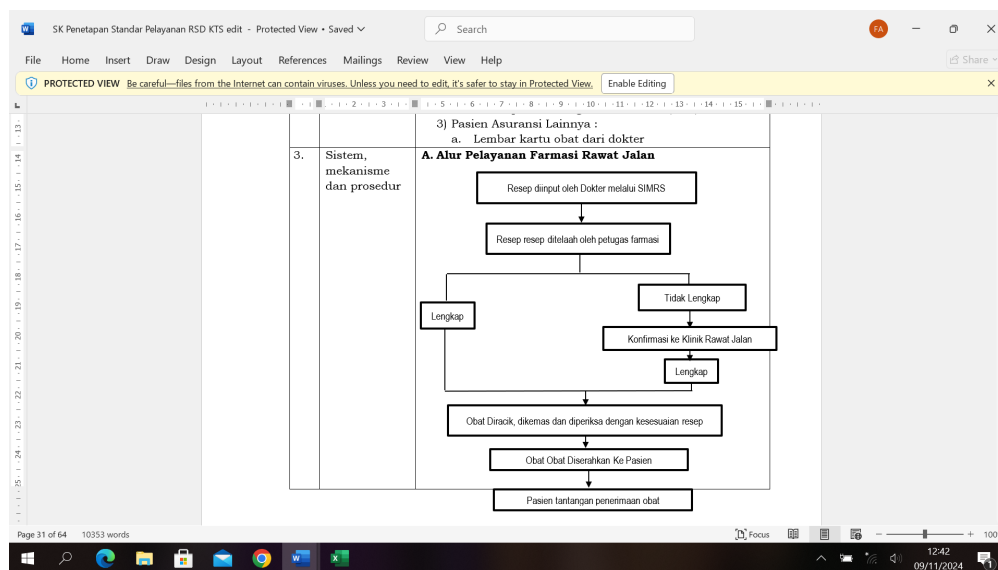 SK Penetapan Standar Pelayanan RSD KTS edit - Protected View • Saved
Search
FA
File Home Insert Draw Design Layout References Mailings Review View Help
Share
PROTECTED VIEW Be careful—files from the Internet can contain viruses. Unless you need to edit, it's safer to stay in Protected View. Enable Editing
3) Pasien Asuransi Lainnya :
a. Lembar kartu obat dari dokter
3. Sistem, mekanisme dan prosedur
A. Alur Pelayanan Farmasi Rawat Jalan
Resep diinput oleh Dokter melalui SIMRS
Resep resep ditelaah oleh petugas farmasi
Tidak Lengkap
Lengkap
Konfirmasi ke Klinik Rawat Jalan
Lengkap
Obat Diracik, dikemas dan diperiksa dengan kesesuaian resep
Obat Obat Diserahkan Ke Pasien
Pasien tantangan penerimaan obat
Page 31 of 64 10353 words
Focus
100
12:42
09/11/2024
1